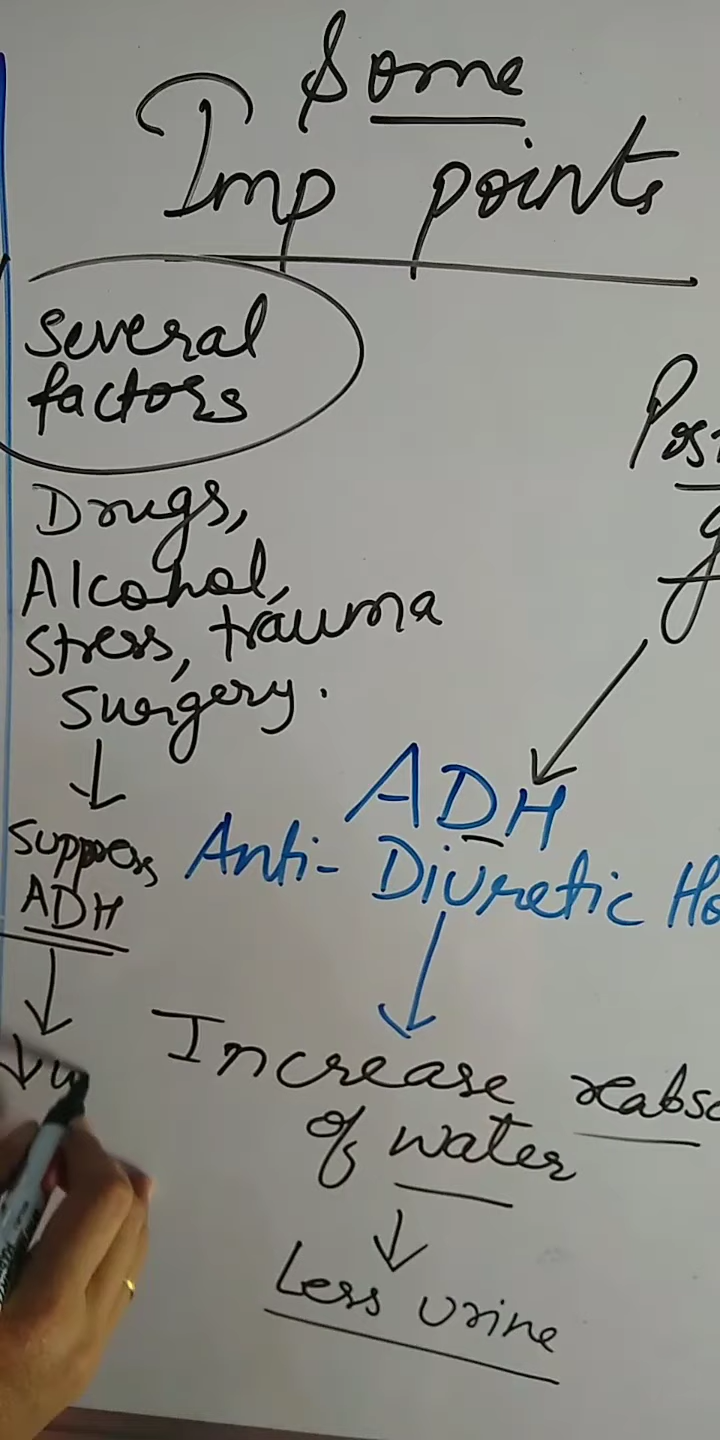 Some
Imp points
Several
factors
Drugs,
Alcohol,
Stress, trauma
Surgery.
↓
Suppress
ADH
↓
↓ w
Posi
g
ADH
Anti-Diuretic Ho
↓
Increase reabso
of water
↓
Less urine